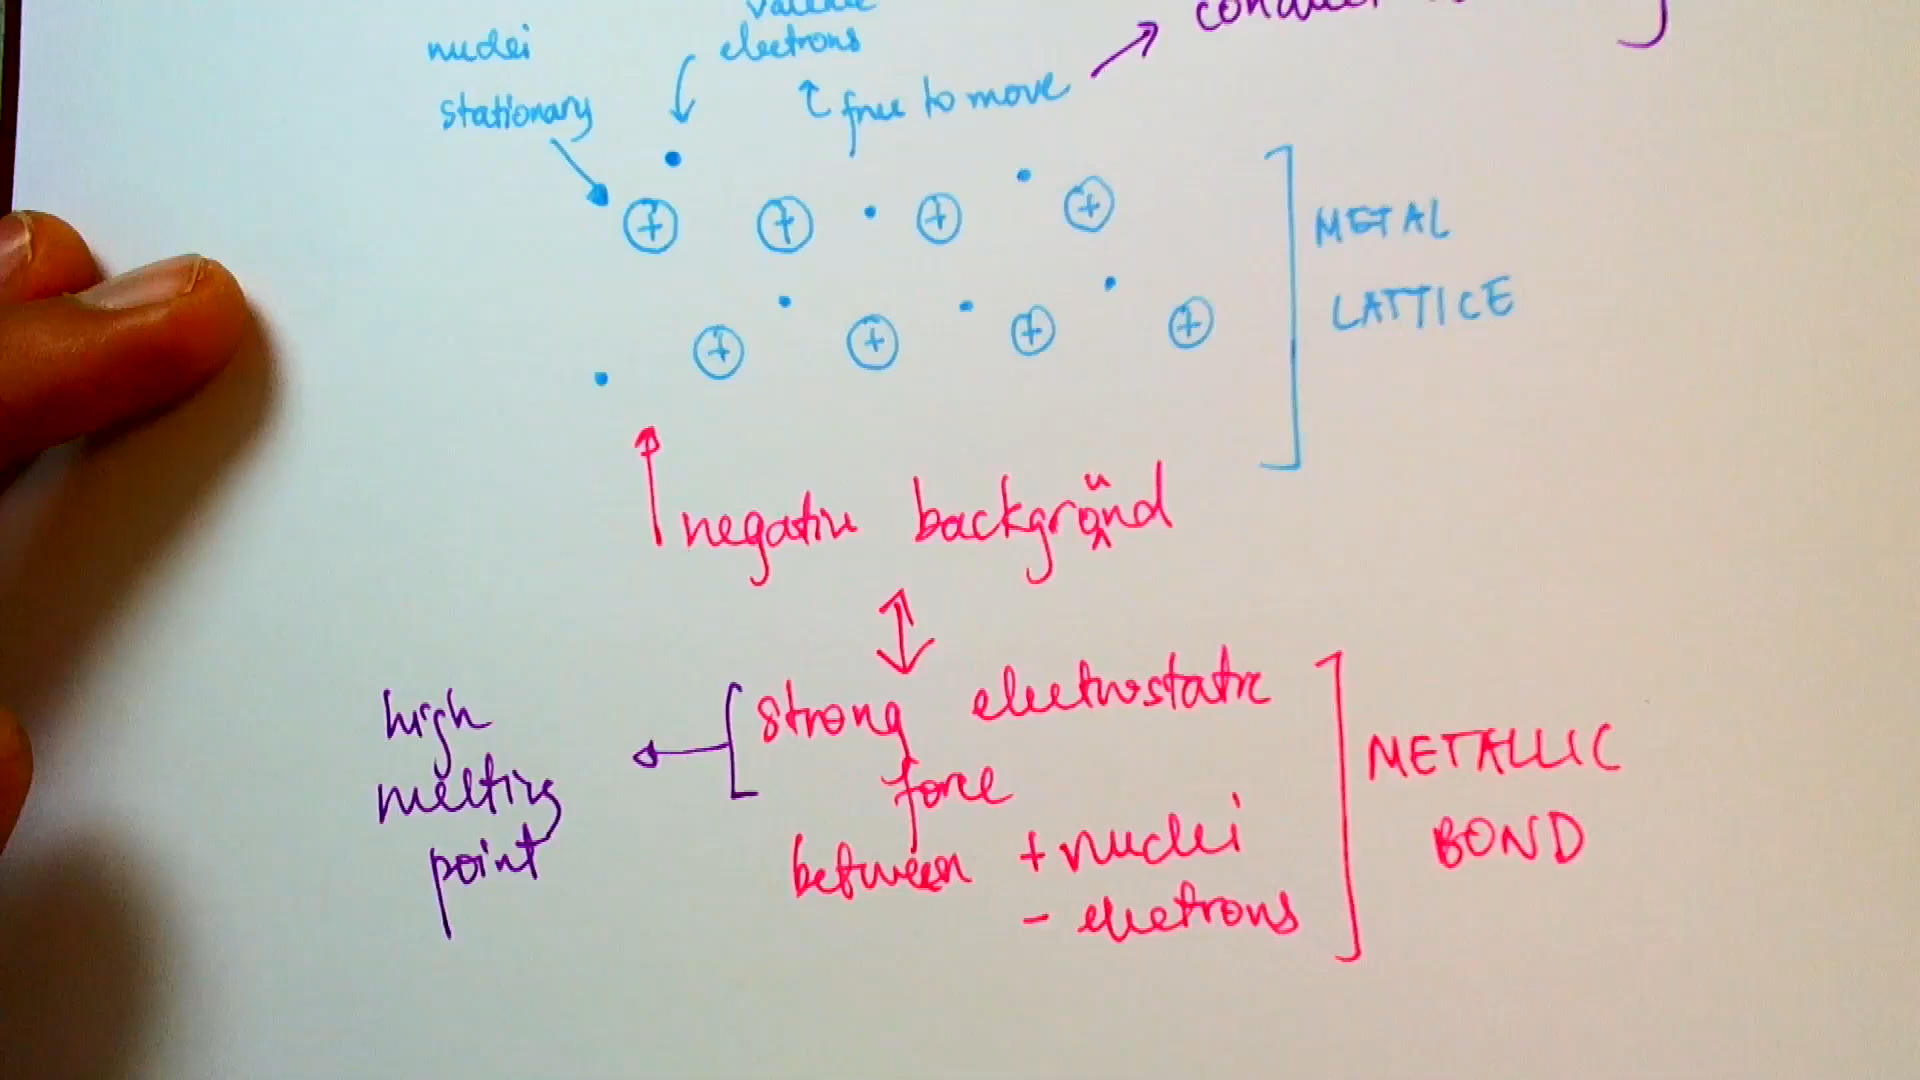 nuclei
stationary
valence
electrons
free to move
+ + + +
+ + + +
METAL
LATTICE
negative background
strong electrostatic
force
between + nuclei
- electrons
METALLIC
BOND
high
melting
point